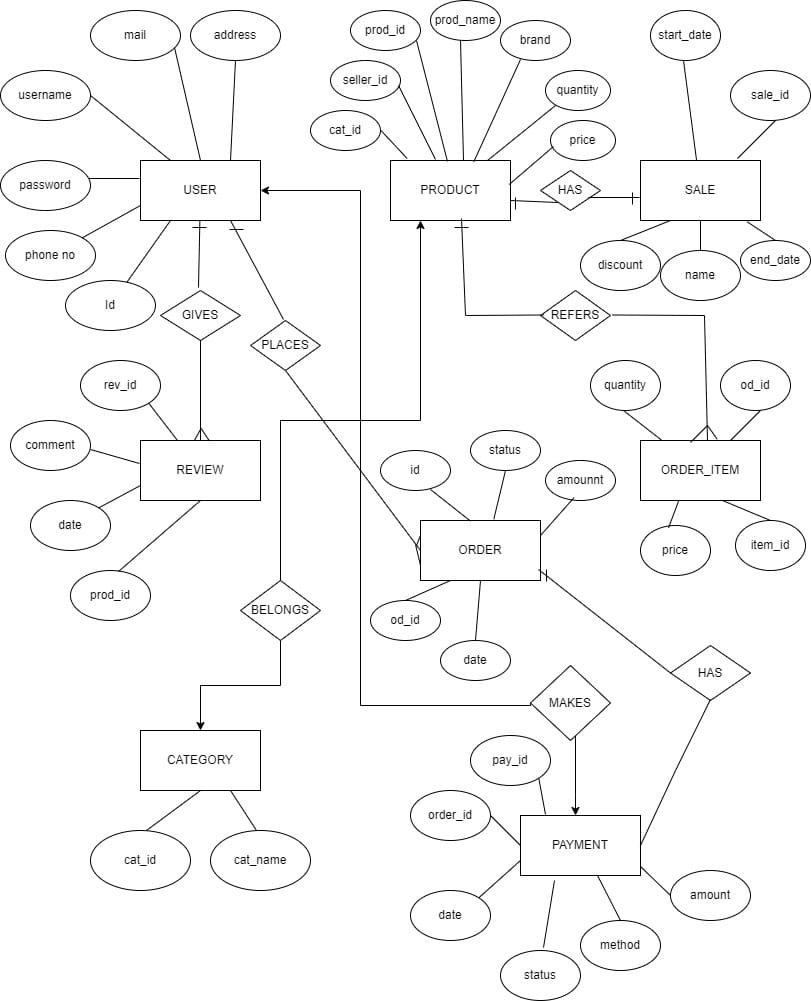 prod_name
prod_id
mail
address
brand
start_date
seller_id
quantity
username
sale_id
cat_id
price
password
USER
PRODUCT
HAS
SALE
phone no
discount
name
end_date
Id
GIVES
PLACES
REFERS
rev_id
quantity
od_id
comment
status
REVIEW
id
amounnt
ORDER_ITEM
date
ORDER
price
item_id
prod_id
BELONGS
od_id
date
HAS
MAKES
CATEGORY
pay_id
order_id
PAYMENT
cat_id
cat_name
amount
date
method
status